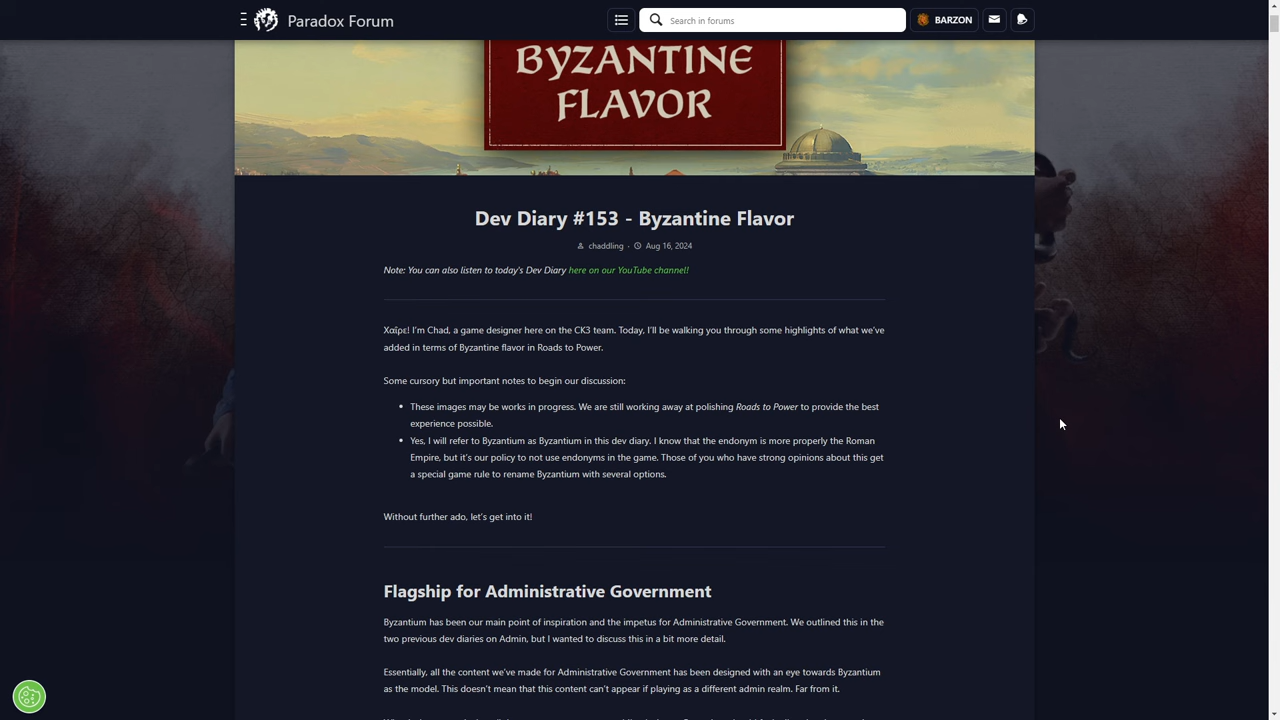 Paradox Forum
Search in forums
BARZON
BYZANTINE
FLAVOR
Dev Diary #153 - Byzantine Flavor
chaddling · Aug 16, 2024
Note: You can also listen to today's Dev Diary here on our YouTube channel!
Χαῖρε! I'm Chad, a game designer here on the CK3 team. Today, I'll be walking you through some highlights of what we've
added in terms of Byzantine flavor in Roads to Power.
Some cursory but important notes to begin our discussion:
• These images may be works in progress. We are still working away at polishing Roads to Power to provide the best
experience possible.
• Yes, I will refer to Byzantium as Byzantium in this dev diary. I know that the endonym is more properly the Roman
Empire, but it's our policy to not use endonyms in the game. Those of you who have strong opinions about this get
a special game rule to rename Byzantium with several options.
Without further ado, let's get into it!
Flagship for Administrative Government
Byzantium has been our main point of inspiration and the impetus for Administrative Government. We outlined this in the
two previous dev diaries on Admin, but I wanted to discuss this in a bit more detail.
Essentially, all the content we've made for Administrative Government has been designed with an eye towards Byzantium
as the model. This doesn't mean that this content can't appear if playing as a different admin realm. Far from it.